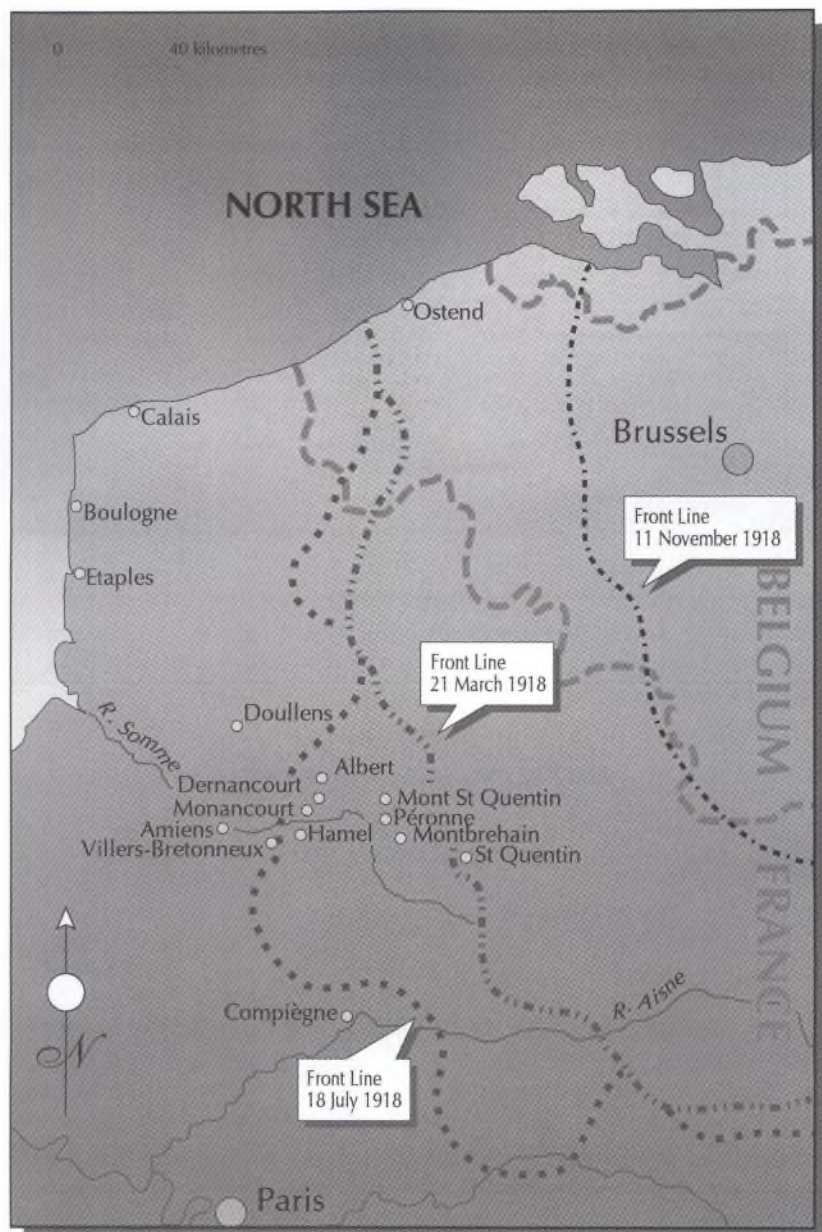 0 40 kilometres
NORTH SEA
Ostend
Calais
Brussels
Boulogne
Front Line
11 November 1918
Etaples
BELGIUM
Front Line
21 March 1918
R. Somme
Doullens
Albert
Dernancourt
Mont St Quentin
Monancourt
Péronne
Amiens
Hamel
Montbrehain
Villers-Bretonneux
St Quentin
FRANCE
R. Aisne
Compiègne
N
Front Line
18 July 1918
Paris